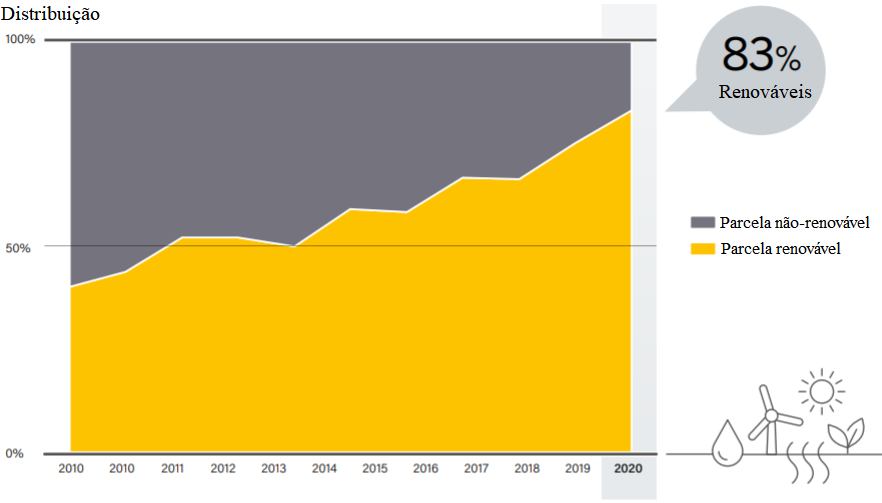 Distribuição
100%
83%
Renováveis
Parcela não-renovável
50%
Parcela renovável
0%
2010 2010 2011 2012 2013 2014 2015 2016 2017 2018 2019 2020